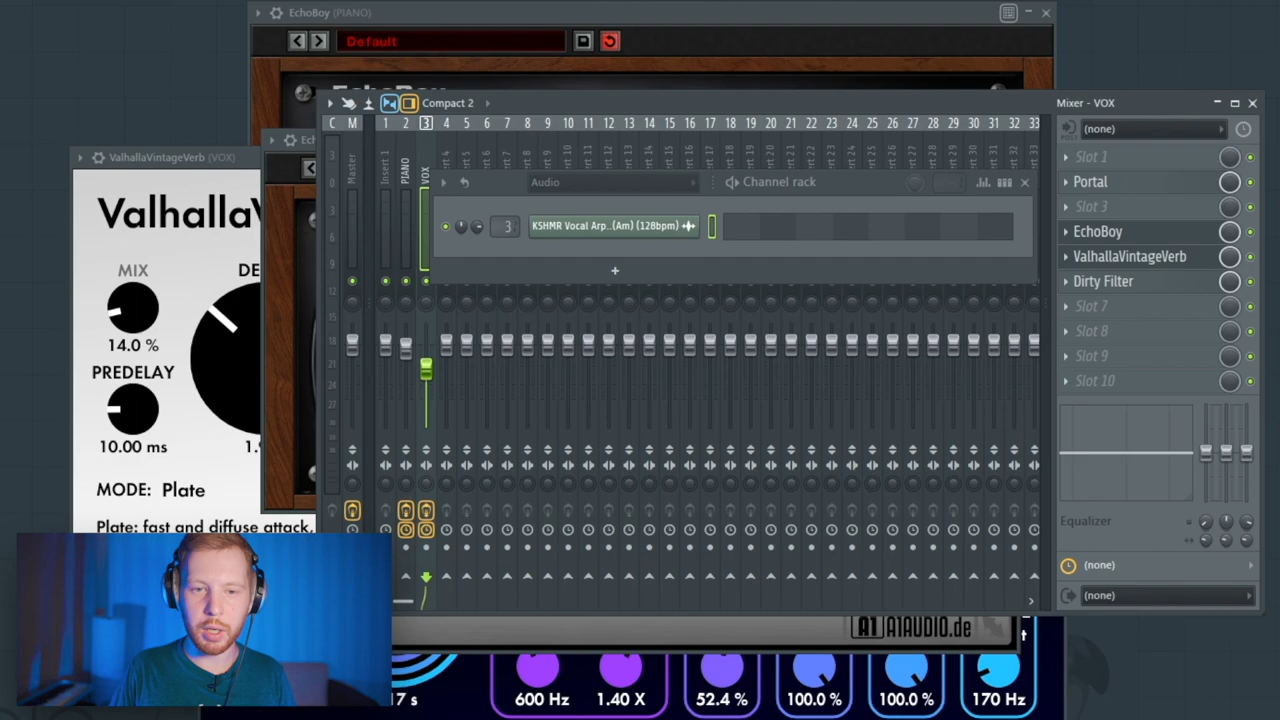 EchoBoy (PIANO)
Default
Compact 2
Mixer - VOX
C M 1 2 3 4 5 6 7 8 9 10 11 12 13 14 15 16 17 18 19 20 21 22 23 24 25 26 27 28 29 30 31 32 33
(none)
Master
Insert 1
PIANO
VOX
ValhallaVintageVerb (VOX)
Slot 1
Audio
Channel rack
Portal
Slot 3
3 KSHMR Vocal Arp..(Am) (128bpm)
EchoBoy
ValhallaVintageVerb
Dirty Filter
Slot 7
Slot 8
Slot 9
Slot 10
MIX
14.0 %
PREDELAY
10.00 ms
MODE: Plate
Plate: fast and diffuse attack,
Equalizer
(none)
(none)
A1 A1AUDIO.de
600 Hz
1.40 X
52.4 %
100.0 %
100.0 %
170 Hz